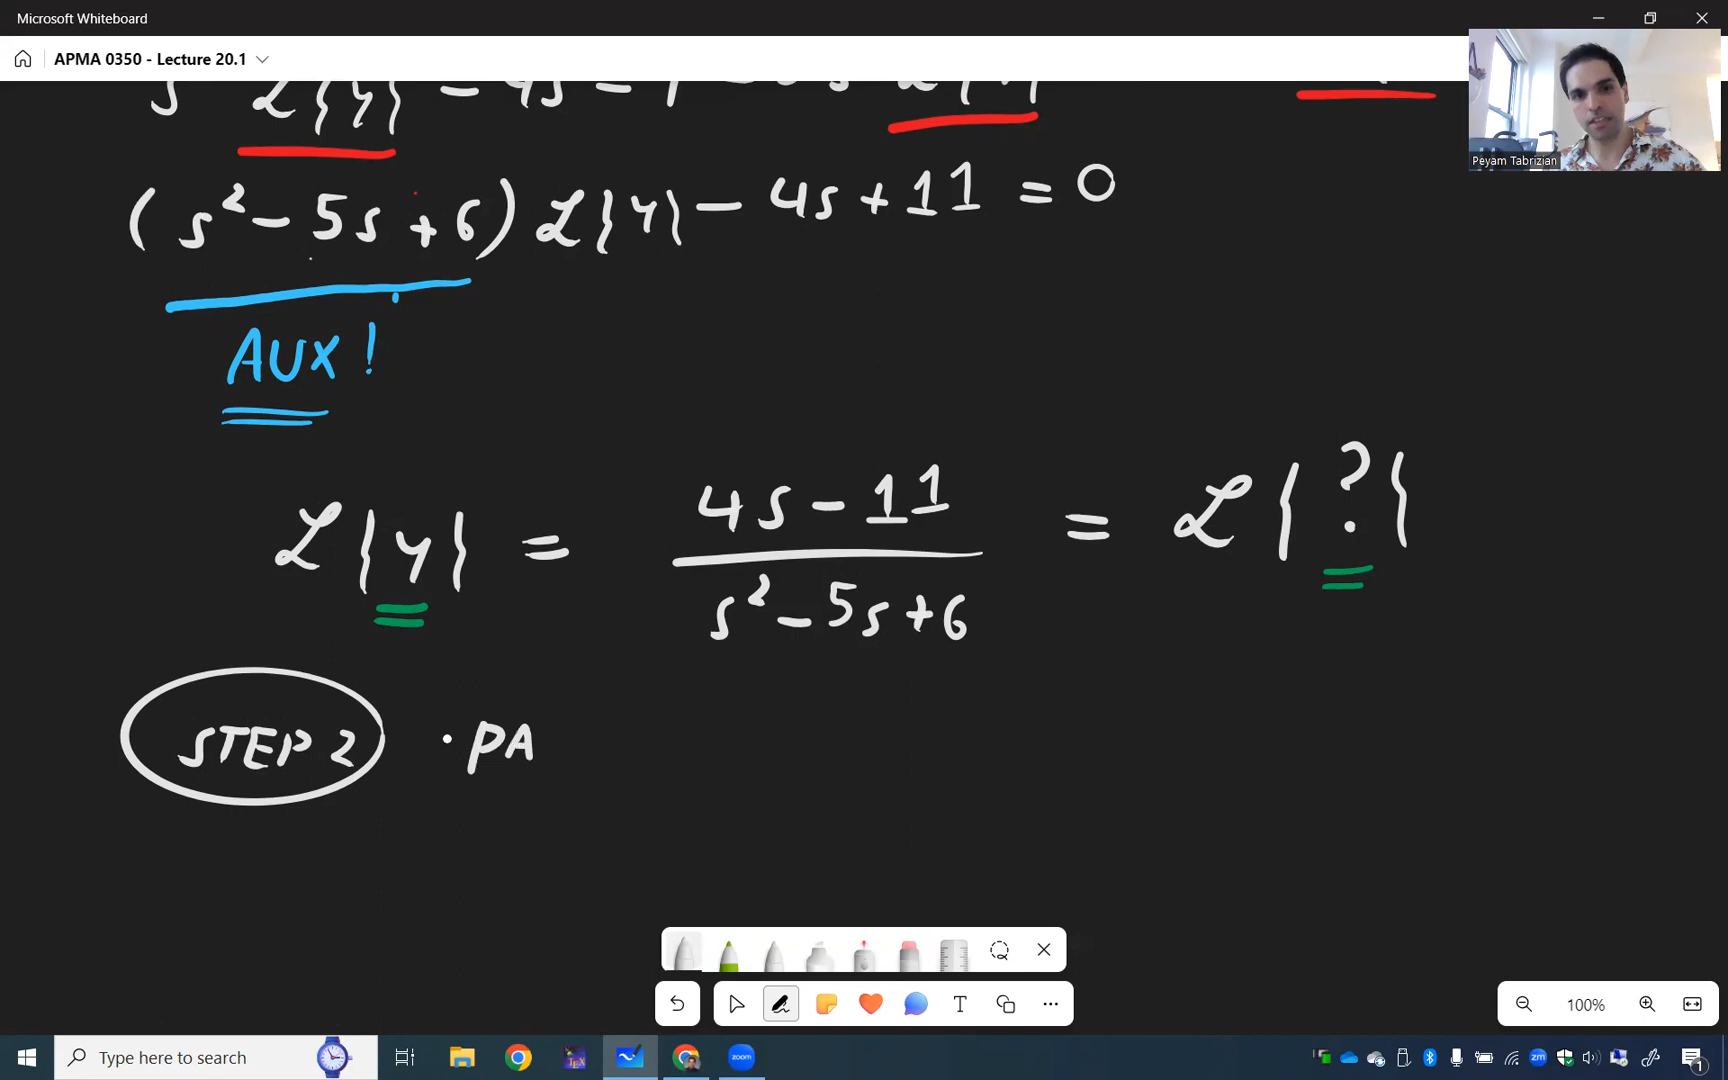 Microsoft Whiteboard
APMA 0350 - Lecture 20.1
Peyam Tabrizian
(s² - 5s + 6) ℒ{y} - 4s + 11 = 0
AUX!
ℒ{y} = (4s - 11) / (s² - 5s + 6) = ℒ{?}
STEP 2 · PA
100%
Type here to search
zoom